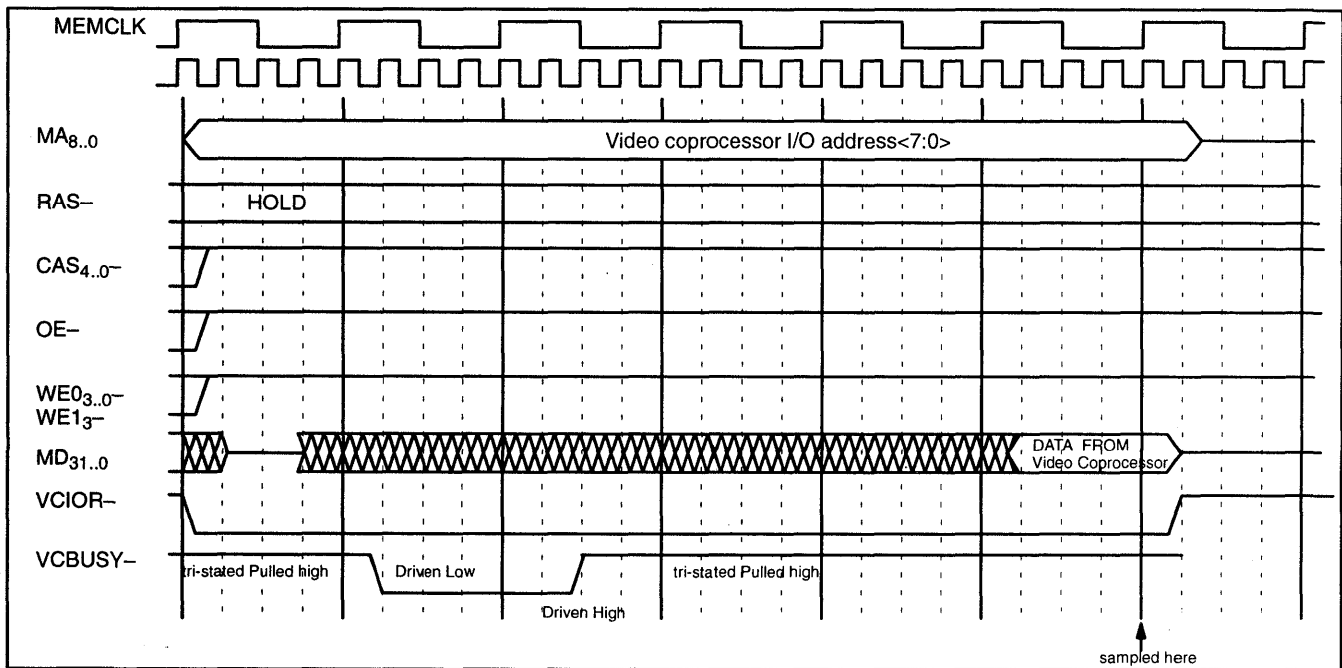 MEMCLK
MA8..0
Video coprocessor I/O address<7:0>
RAS–
HOLD
CAS4..0–
OE–
WE03..0–
WE13–
MD31..0
DATA FROM
Video Coprocessor
VCIOR–
VCBUSY–
tri-stated Pulled high
Driven Low
tri-stated Pulled high
Driven High
sampled here